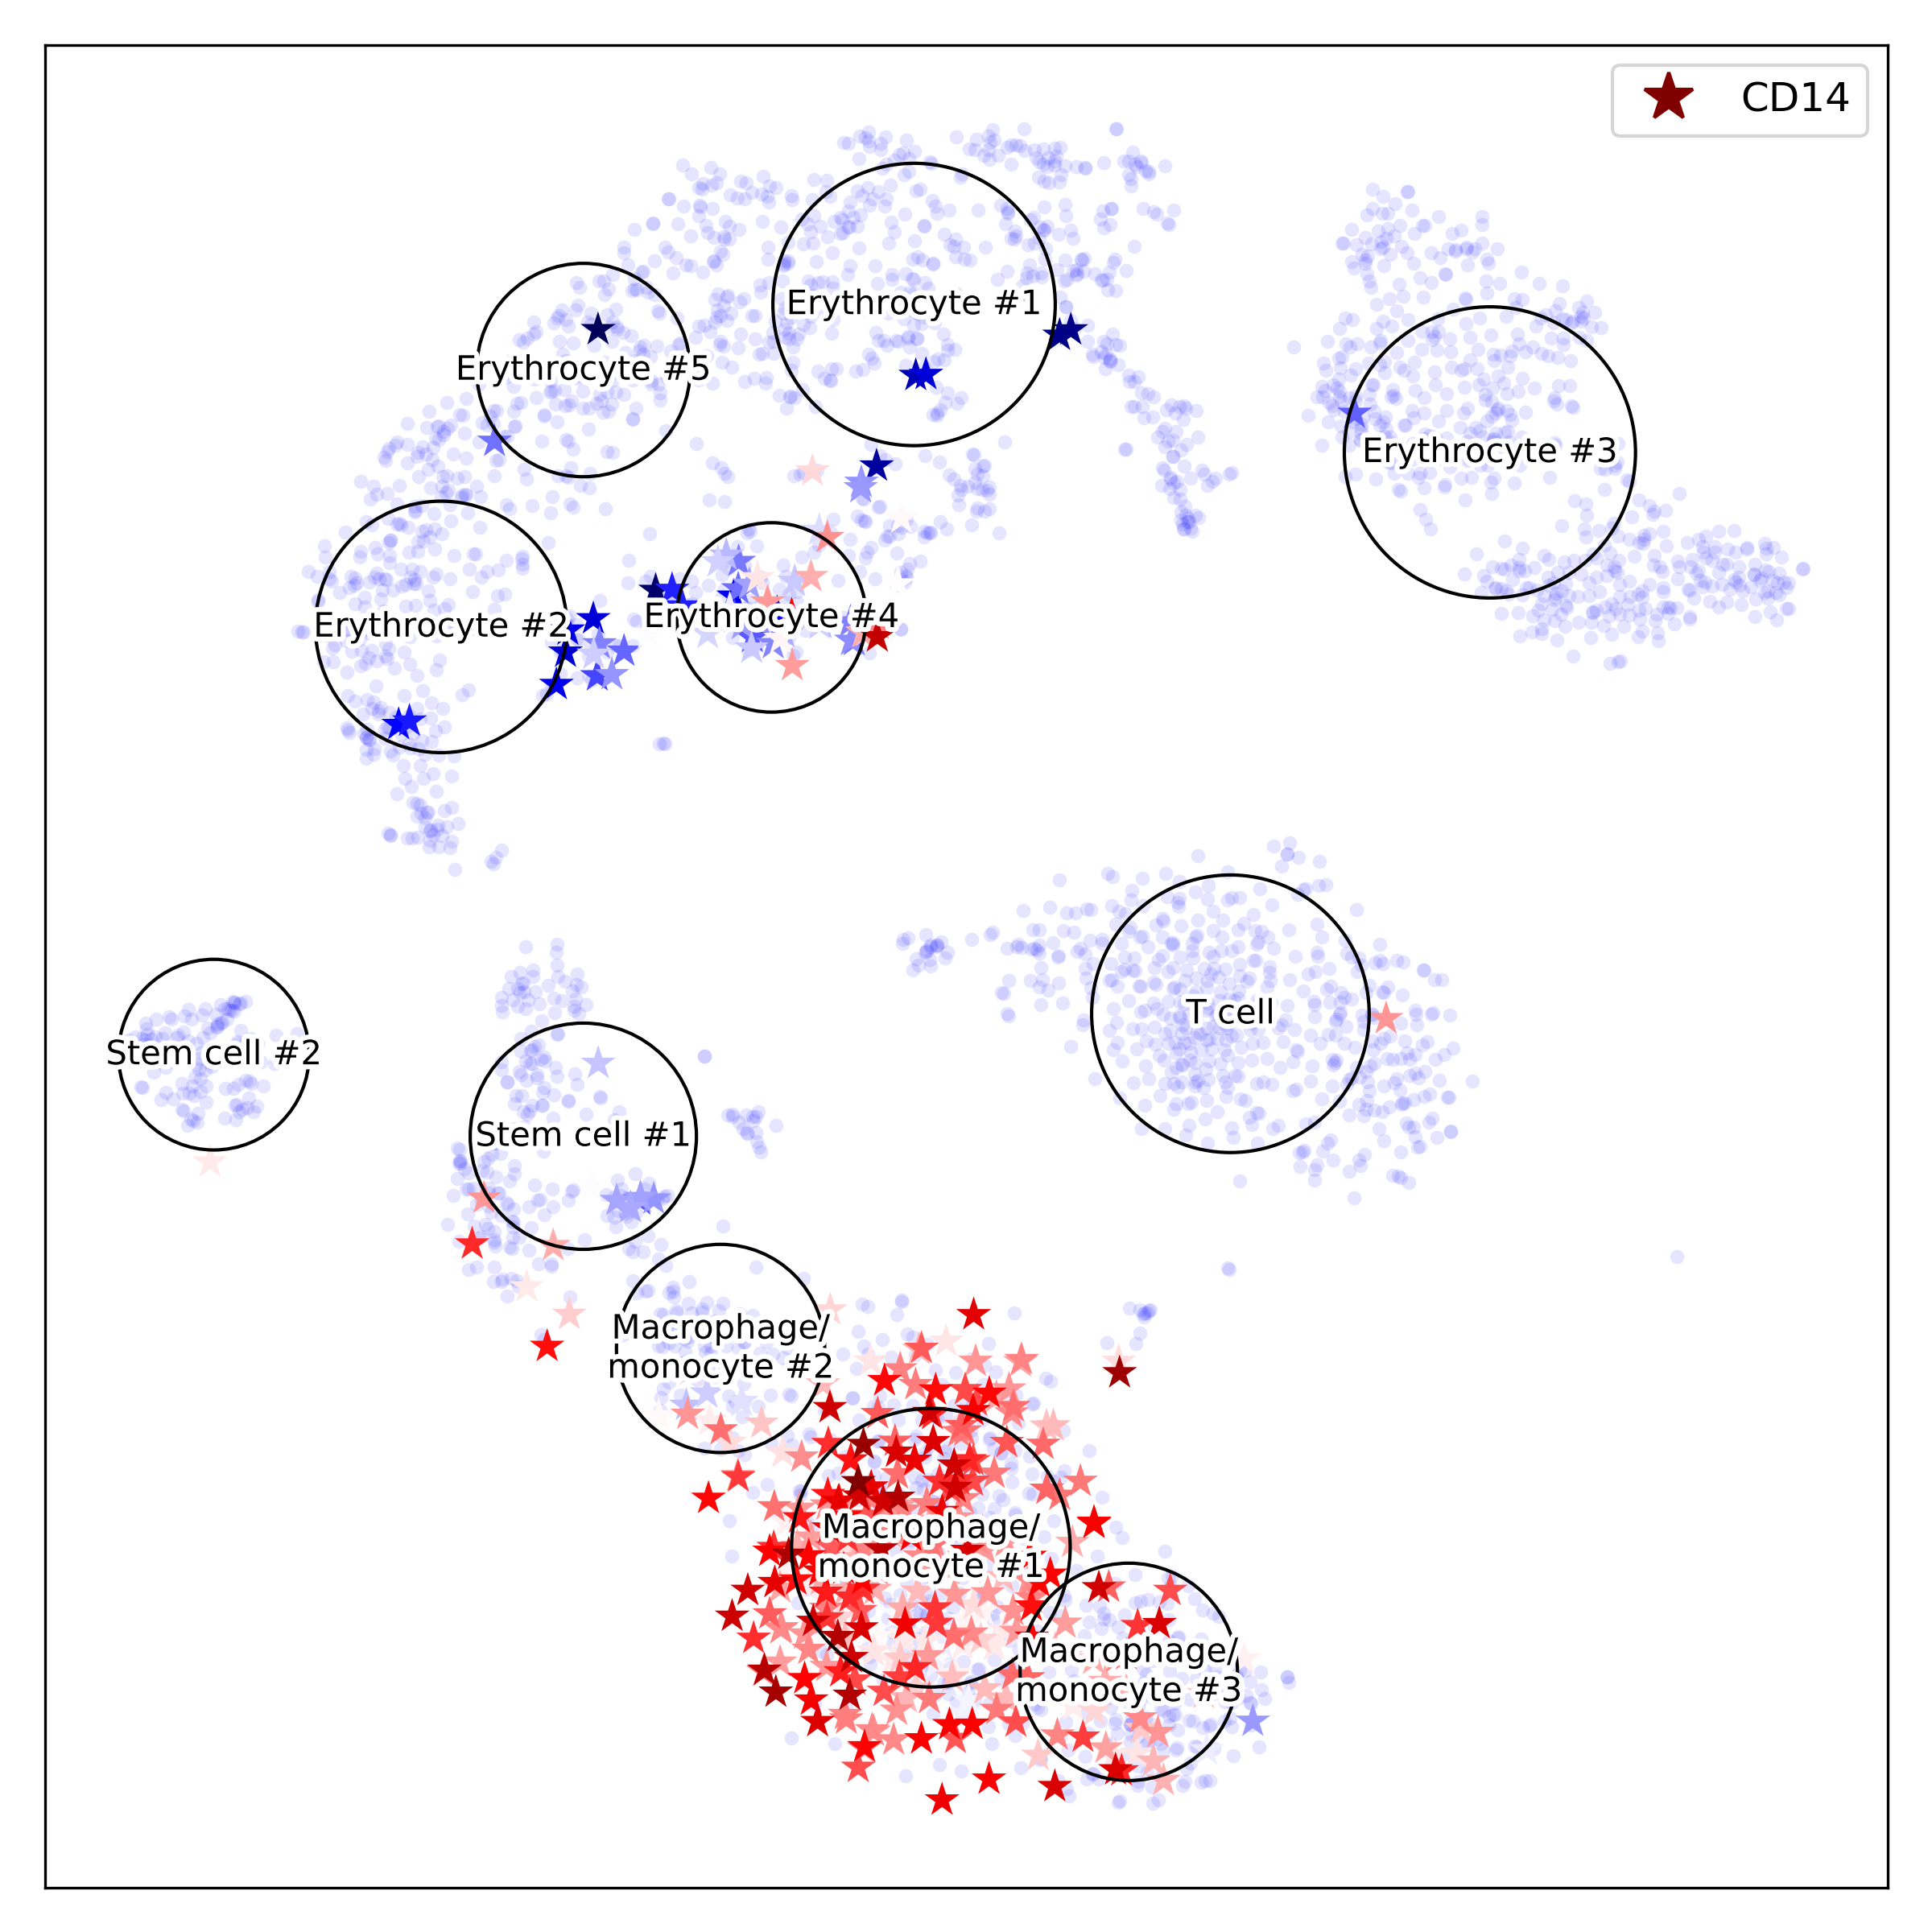 CD14
Erythrocyte #1
Erythrocyte #5
Erythrocyte #3
Erythrocyte #4
Erythrocyte #2
T cell
Stem cell #2
Stem cell #1
Macrophage/
monocyte #2
Macrophage/
monocyte #1
Macrophage/
monocyte #3